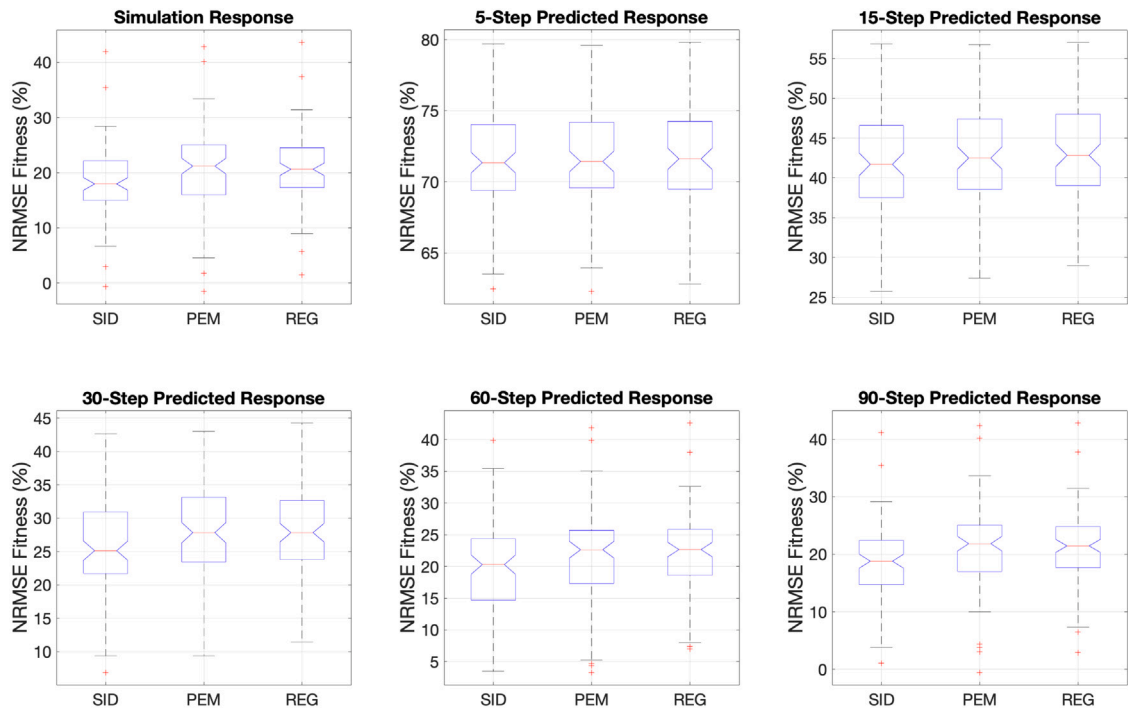 Simulation Response
NRMSE Fitness (%)
40
30
20
10
0
SID PEM REG
5-Step Predicted Response
NRMSE Fitness (%)
80
75
70
65
SID PEM REG
15-Step Predicted Response
NRMSE Fitness (%)
55
50
45
40
35
30
25
SID PEM REG
30-Step Predicted Response
NRMSE Fitness (%)
45
40
35
30
25
20
15
10
SID PEM REG
60-Step Predicted Response
NRMSE Fitness (%)
40
35
30
25
20
15
10
5
SID PEM REG
90-Step Predicted Response
NRMSE Fitness (%)
40
30
20
10
0
SID PEM REG